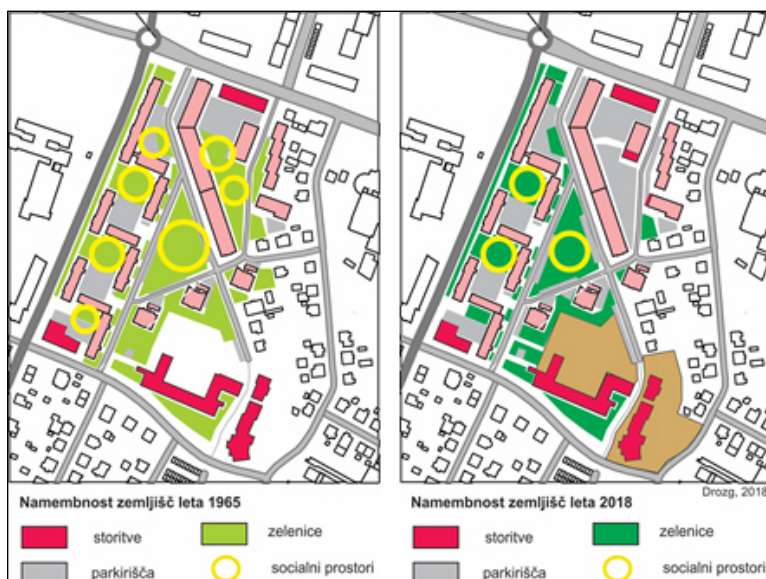 Drozg, 2018
Namembnost zemljišč leta 1965
storitve
zelenice
parkirišča
socialni prostori
Namembnost zemljišč leta 2018
storitve
zelenice
parkirišča
socialni prostori